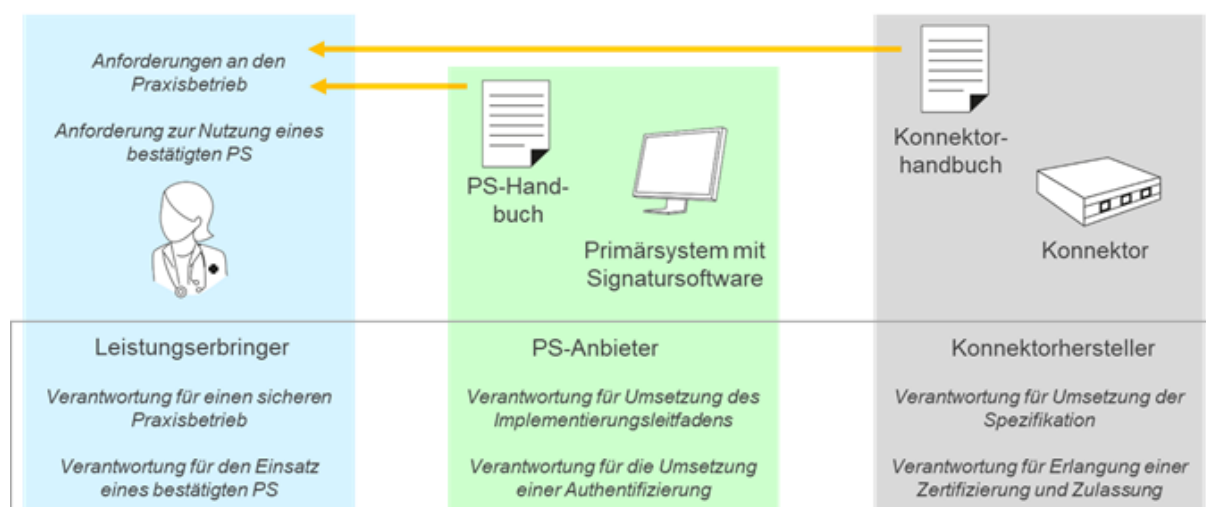 Anforderungen an den
Praxisbetrieb
Anforderung zur Nutzung eines
bestätigten PS
PS-Hand-
buch
Primärsystem mit
Signatursoftware
Konnektor-
handbuch
Konnektor
Leistungserbringer
Verantwortung für einen sicheren
Praxisbetrieb
Verantwortung für den Einsatz
eines bestätigten PS
PS-Anbieter
Verantwortung für Umsetzung des
Implementierungsleitfadens
Verantwortung für die Umsetzung
einer Authentifizierung
Konnektorhersteller
Verantwortung für Umsetzung der
Spezifikation
Verantwortung für Erlangung einer
Zertifizierung und Zulassung